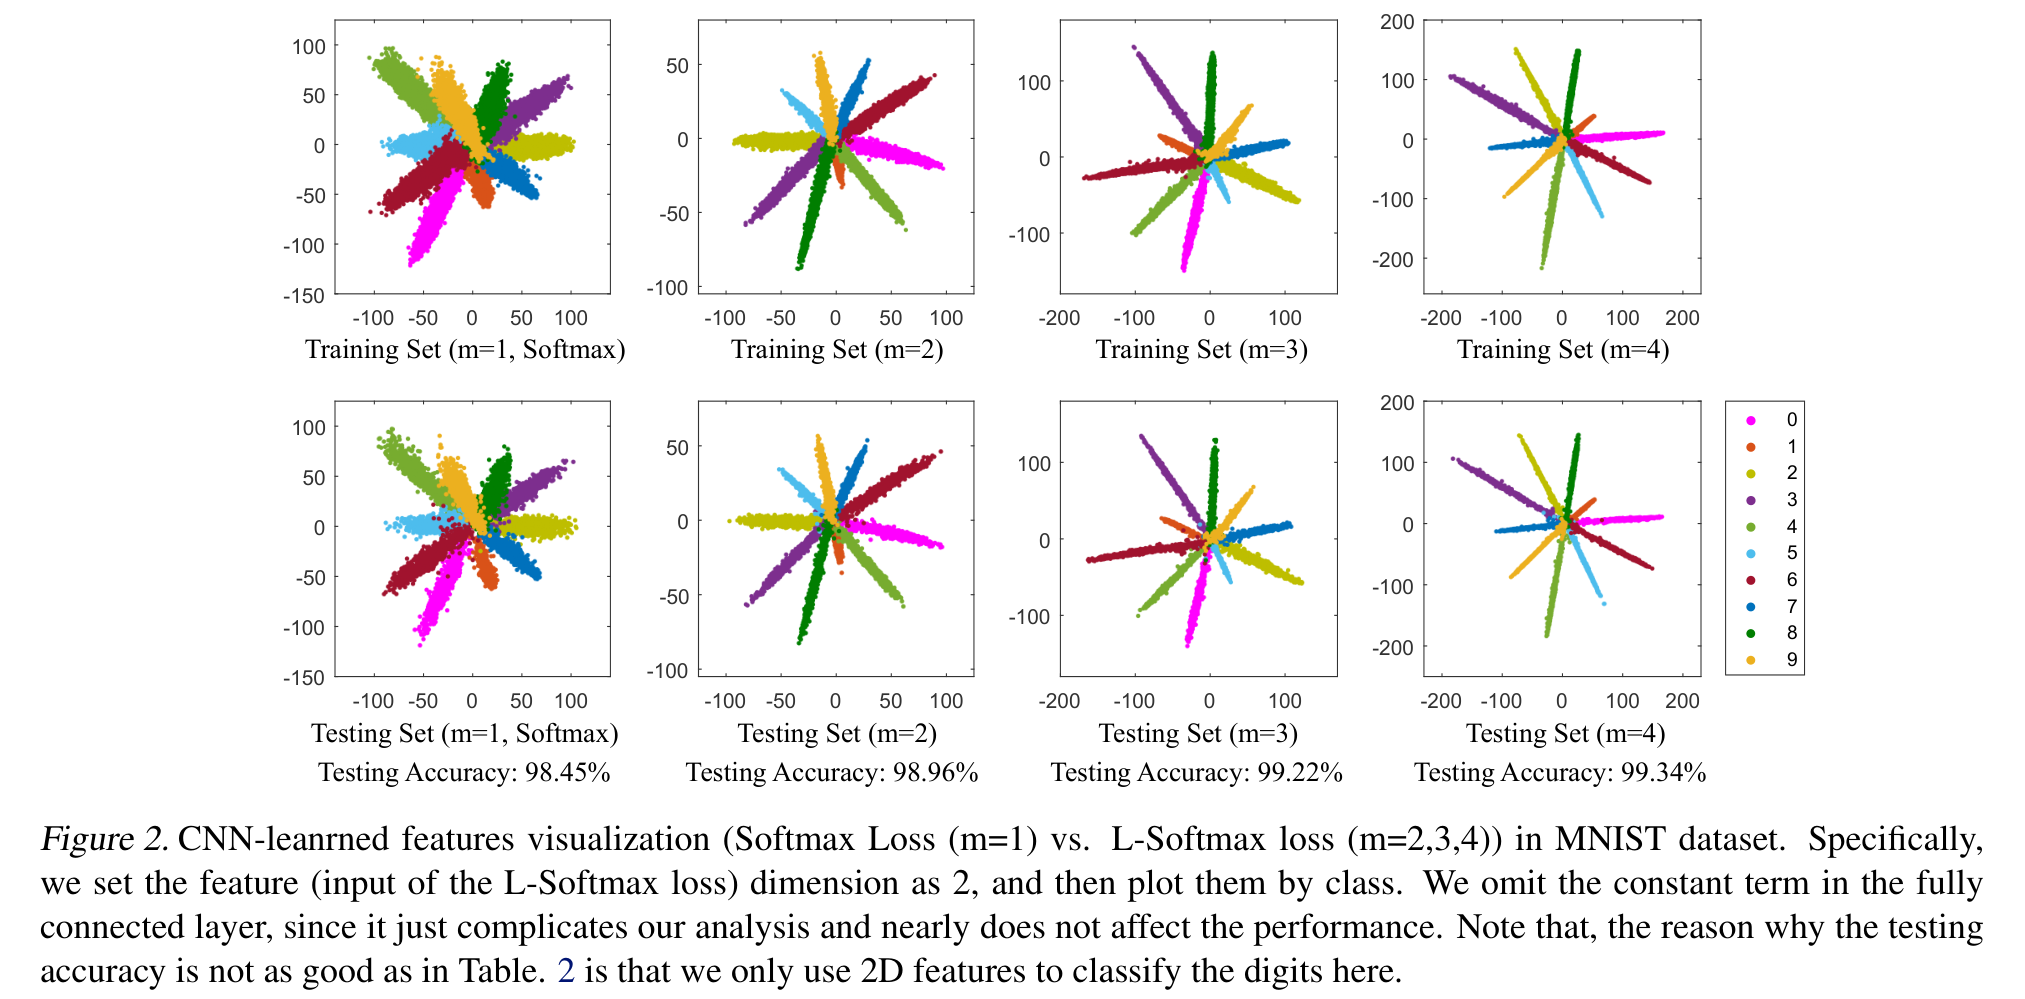 100
50
0
-50
-100
-150
-100 -50 0 50 100
Training Set (m=1, Softmax)
50
0
-50
-100
-100 -50 0 50 100
Training Set (m=2)
100
0
-100
-200 -100 0 100
Training Set (m=3)
200
100
0
-100
-200
-200 -100 0 100 200
Training Set (m=4)
100
50
0
-50
-100
-150
-100 -50 0 50 100
Testing Set (m=1, Softmax)
Testing Accuracy: 98.45%
50
0
-50
-100
-100 -50 0 50 100
Testing Set (m=2)
Testing Accuracy: 98.96%
100
0
-100
-200 -100 0 100
Testing Set (m=3)
Testing Accuracy: 99.22%
200
100
0
-100
-200
-200 -100 0 100 200
Testing Set (m=4)
Testing Accuracy: 99.34%
0
1
2
3
4
5
6
7
8
9
Figure 2. CNN-leanrned features visualization (Softmax Loss (m=1) vs. L-Softmax loss (m=2,3,4)) in MNIST dataset. Specifically,
we set the feature (input of the L-Softmax loss) dimension as 2, and then plot them by class. We omit the constant term in the fully
connected layer, since it just complicates our analysis and nearly does not affect the performance. Note that, the reason why the testing
accuracy is not as good as in Table. 2 is that we only use 2D features to classify the digits here.